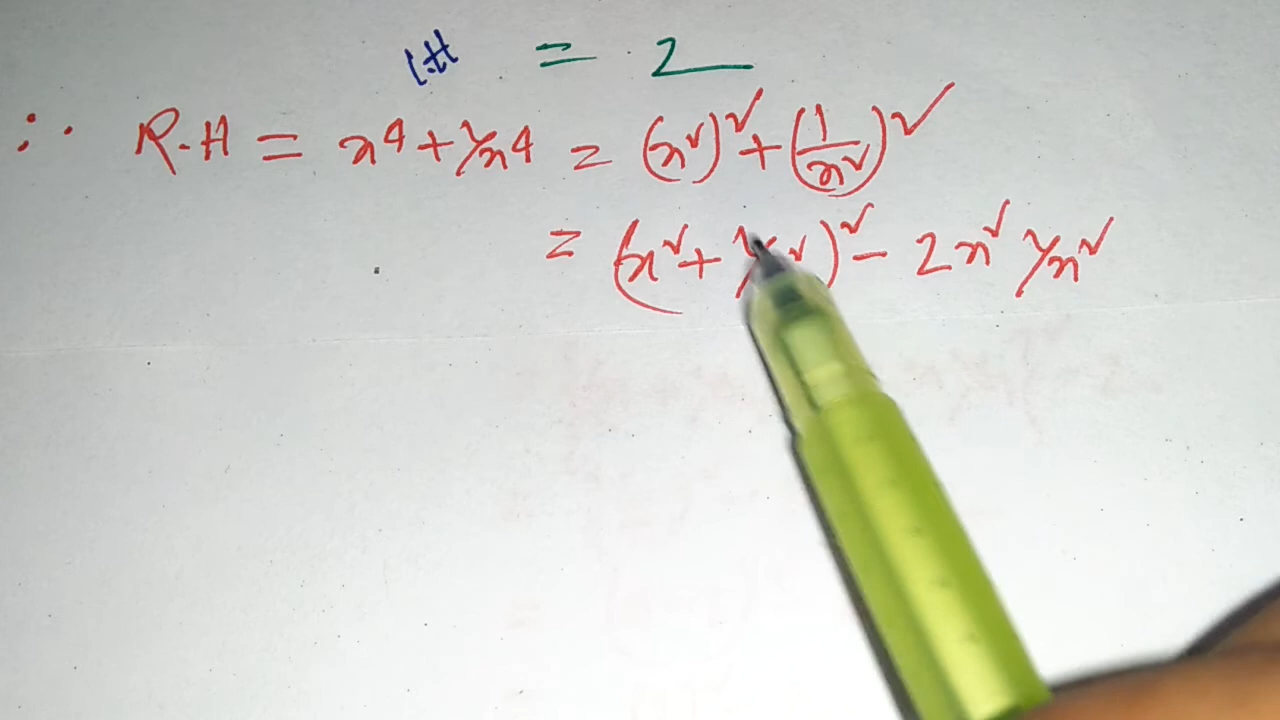 L.H = 2
∴ R.H = x⁴ + 1/x⁴ = (x²)² + (1/x²)²
= (x² + 1/x²)² - 2x² 1/x²